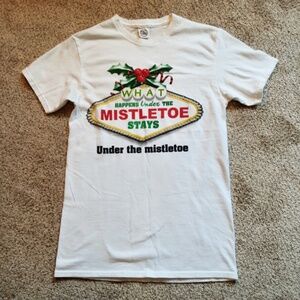 WHAT
HAPPENS Under THE
MISTLETOE
STAYS
Under the mistletoe